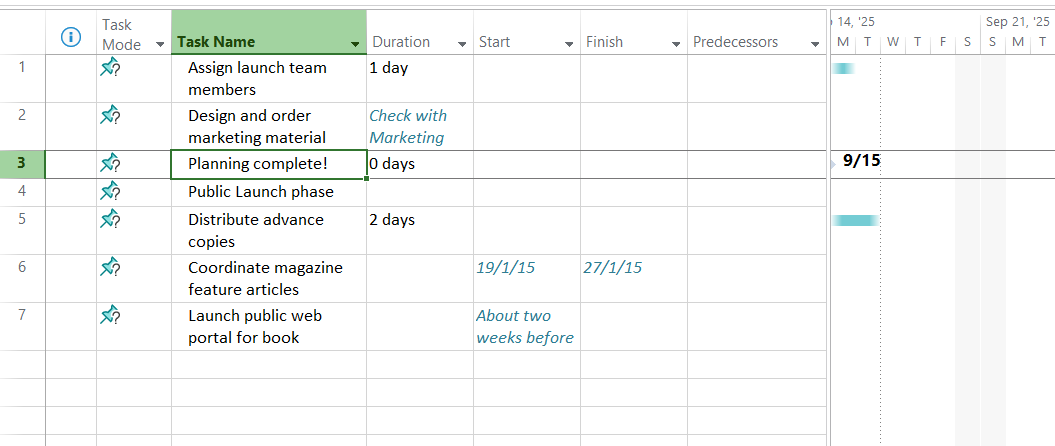 Task Mode Task Name Duration Start Finish Predecessors
14, '25 Sep 21, '25
M T W T F S S M T
1 Assign launch team members 1 day
2 Design and order marketing material Check with Marketing
3 Planning complete! 0 days 9/15
4 Public Launch phase
5 Distribute advance copies 2 days
6 Coordinate magazine feature articles 19/1/15 27/1/15
7 Launch public web portal for book About two weeks before